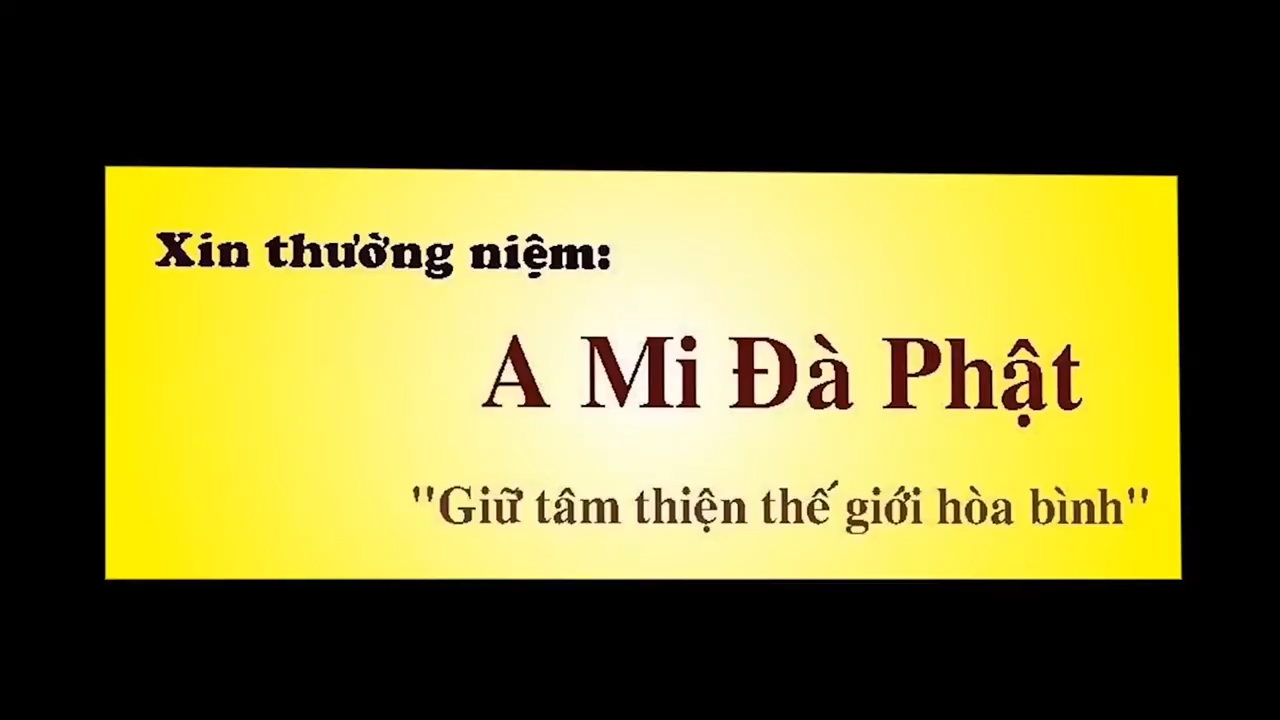 Xin thường niệm:
A Mi Đà Phật
"Giữ tâm thiện thế giới hòa bình"